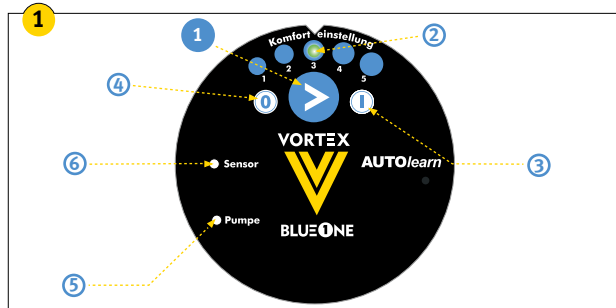 1
Komfort einstellung
1 2 3 4 5
1
2
4
0
>
I
3
VORTEX
6
Sensor
AUTOlearn
5
Pumpe
BLUE1NE